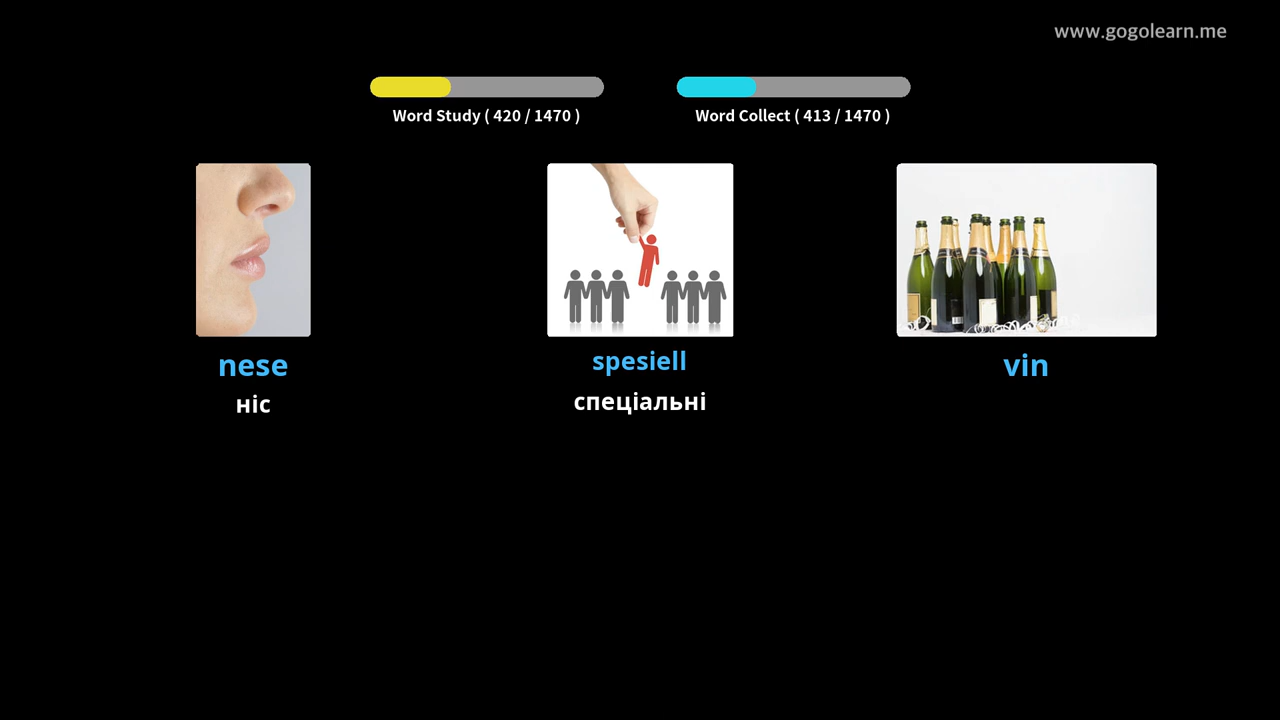 www.gogolearn.me
Word Study ( 420 / 1470 )
Word Collect ( 413 / 1470 )
nese
ніс
spesiell
спеціальні
vin